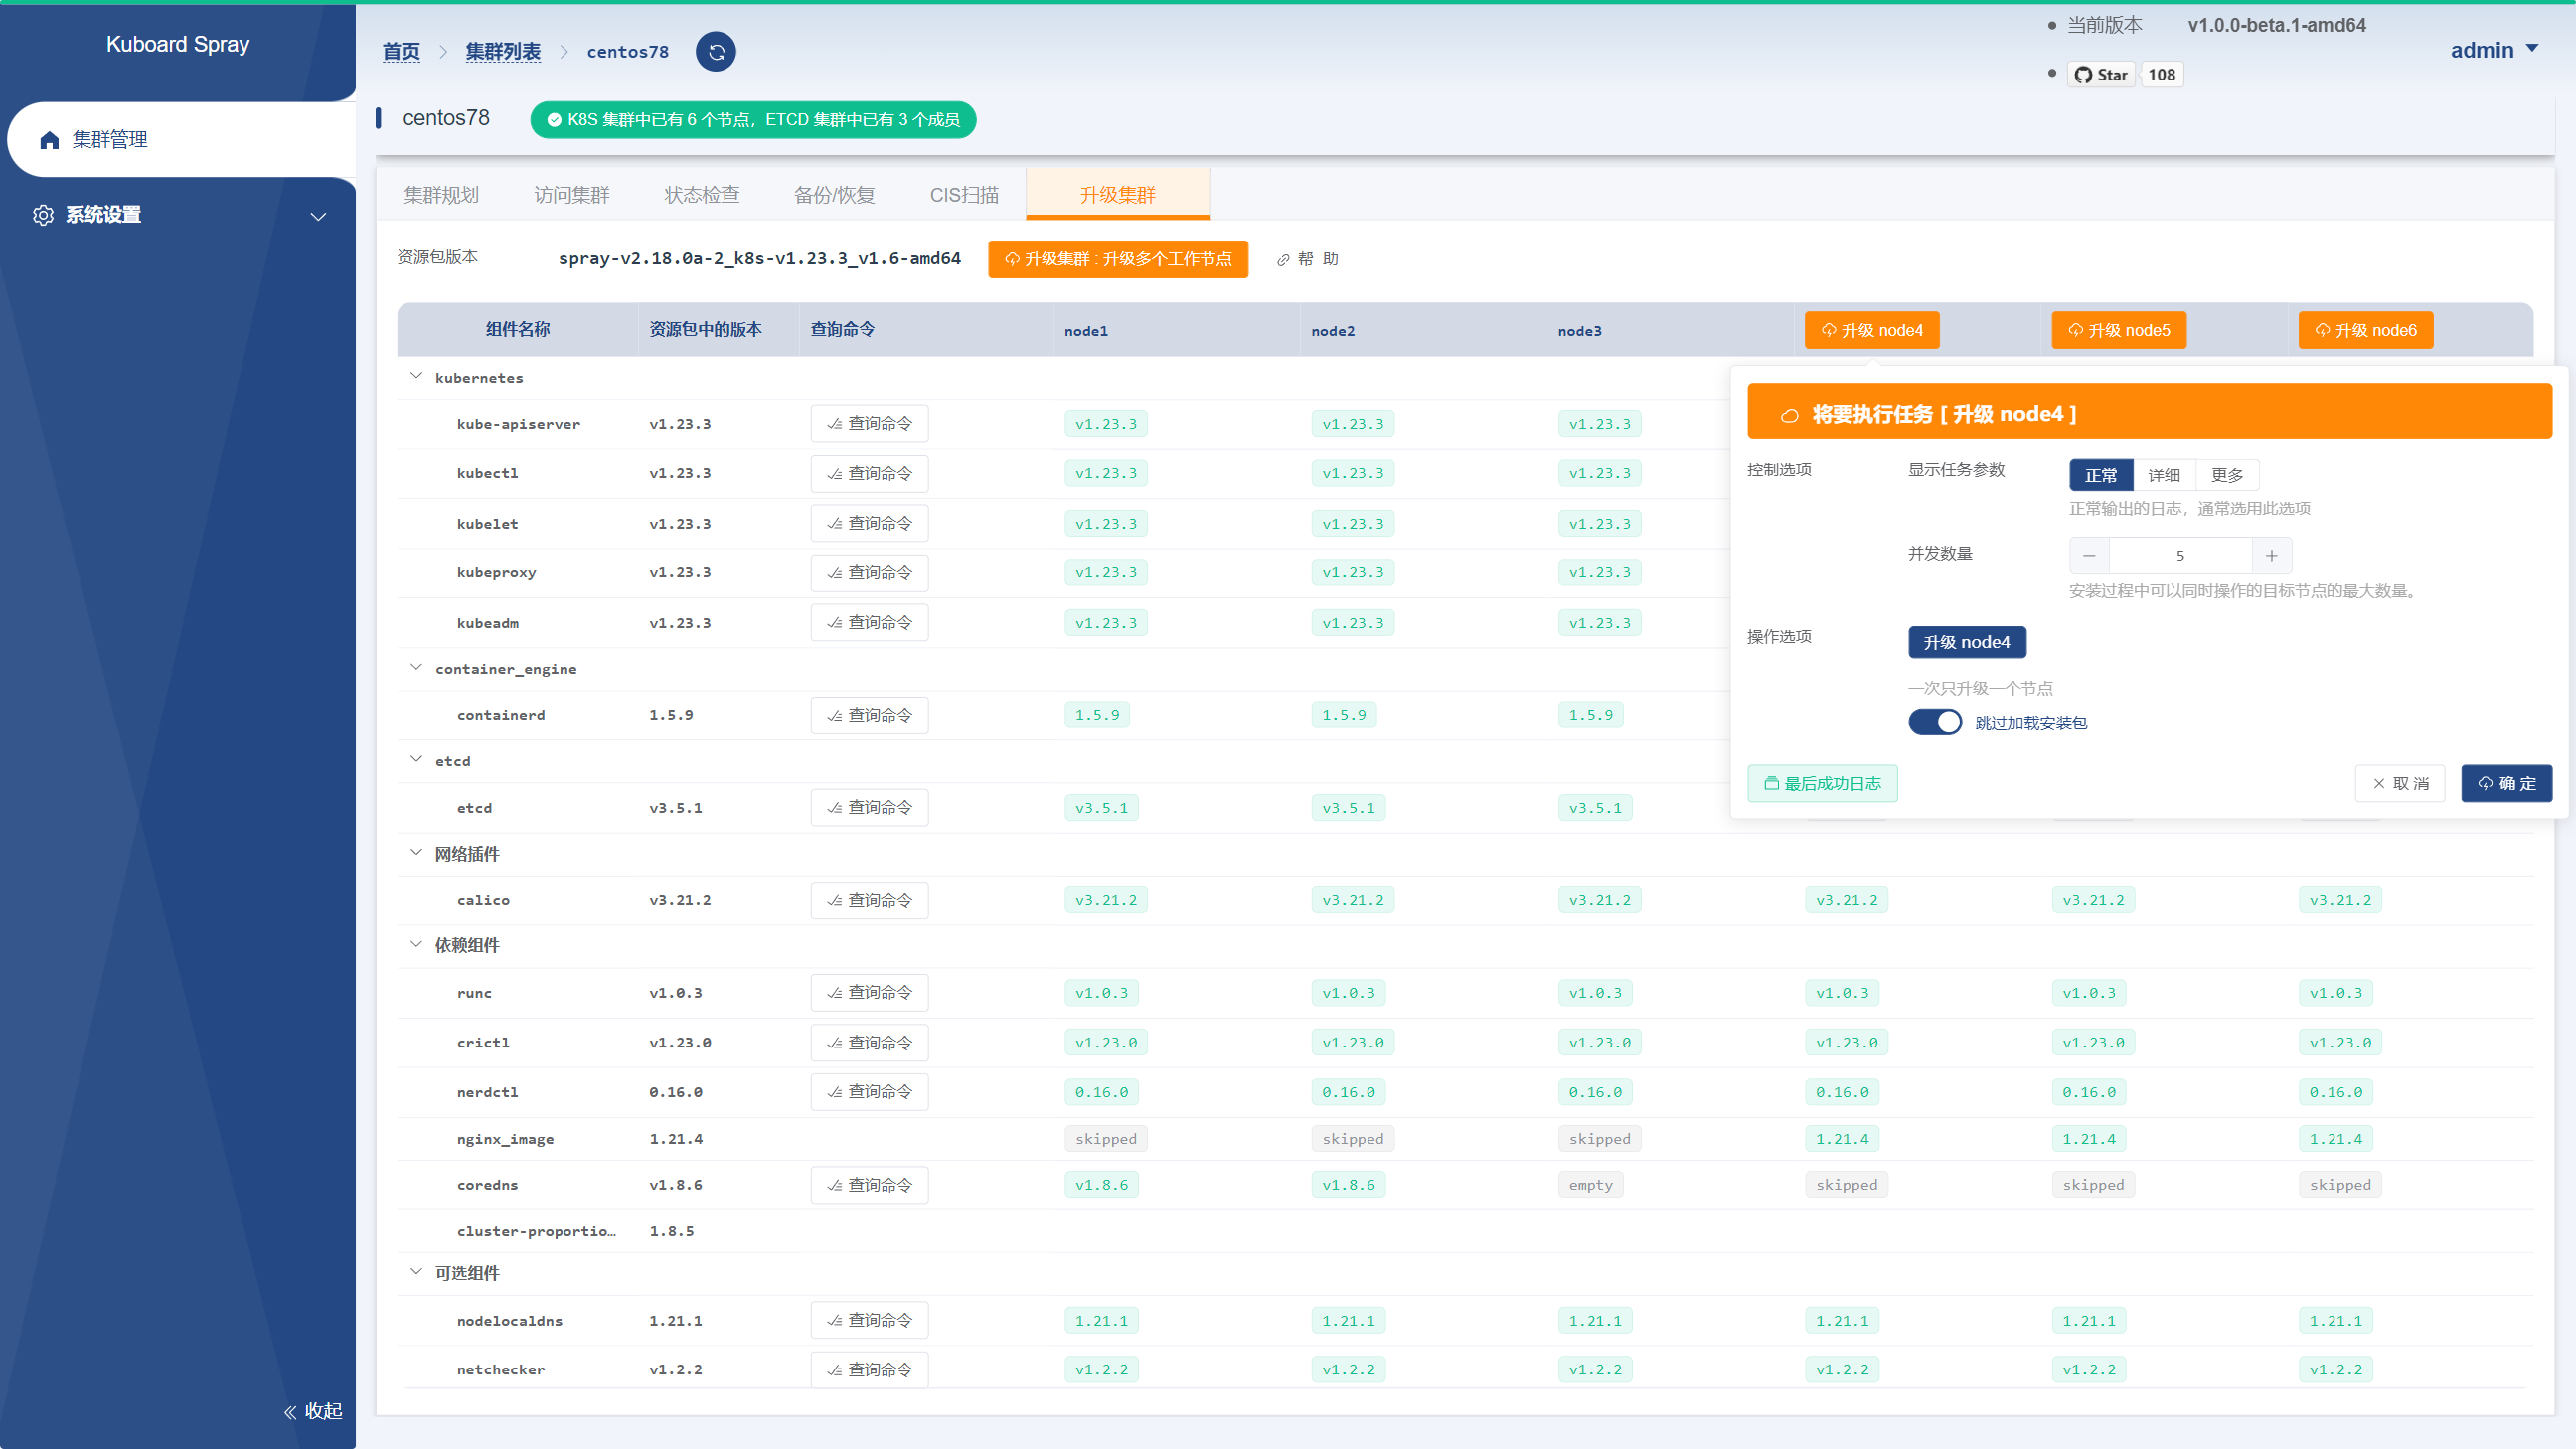 Kuboard Spray
集群管理
系统设置
收起
首页 集群列表 centos78
当前版本 v1.0.0-beta.1-amd64
Star 108
admin
centos78 K8S 集群中已有 6 个节点，ETCD 集群中已有 3 个成员
集群规划 访问集群 状态检查 备份/恢复 CIS扫描 升级集群
资源包版本 spray-v2.18.0a-2_k8s-v1.23.3_v1.6-amd64 升级集群 : 升级多个工作节点 帮 助
组件名称 资源包中的版本 查询命令 node1 node2 node3 升级 node4 升级 node5 升级 node6
kubernetes
kube-apiserver v1.23.3 查询命令 v1.23.3 v1.23.3 v1.23.3
kubectl v1.23.3 查询命令 v1.23.3 v1.23.3 v1.23.3
kubelet v1.23.3 查询命令 v1.23.3 v1.23.3 v1.23.3
kubeproxy v1.23.3 查询命令 v1.23.3 v1.23.3 v1.23.3
kubeadm v1.23.3 查询命令 v1.23.3 v1.23.3 v1.23.3
container_engine
containerd 1.5.9 查询命令 1.5.9 1.5.9 1.5.9
etcd
etcd v3.5.1 查询命令 v3.5.1 v3.5.1 v3.5.1
将要执行任务 [ 升级 node4 ]
控制选项 显示任务参数 正常 详细 更多
正常输出的日志，通常选用此选项
并发数量 5
安装过程中可以同时操作的目标节点的最大数量。
操作选项 升级 node4
一次只升级一个节点
跳过加载安装包
最后成功日志 取 消 确 定
网络插件
calico v3.21.2 查询命令 v3.21.2 v3.21.2 v3.21.2 v3.21.2 v3.21.2 v3.21.2
依赖组件
runc v1.0.3 查询命令 v1.0.3 v1.0.3 v1.0.3 v1.0.3 v1.0.3 v1.0.3
crictl v1.23.0 查询命令 v1.23.0 v1.23.0 v1.23.0 v1.23.0 v1.23.0 v1.23.0
nerdctl 0.16.0 查询命令 0.16.0 0.16.0 0.16.0 0.16.0 0.16.0 0.16.0
nginx_image 1.21.4 skipped skipped skipped 1.21.4 1.21.4 1.21.4
coredns v1.8.6 查询命令 v1.8.6 v1.8.6 empty skipped skipped skipped
cluster-proportio… 1.8.5
可选组件
nodelocaldns 1.21.1 查询命令 1.21.1 1.21.1 1.21.1 1.21.1 1.21.1 1.21.1
netchecker v1.2.2 查询命令 v1.2.2 v1.2.2 v1.2.2 v1.2.2 v1.2.2 v1.2.2